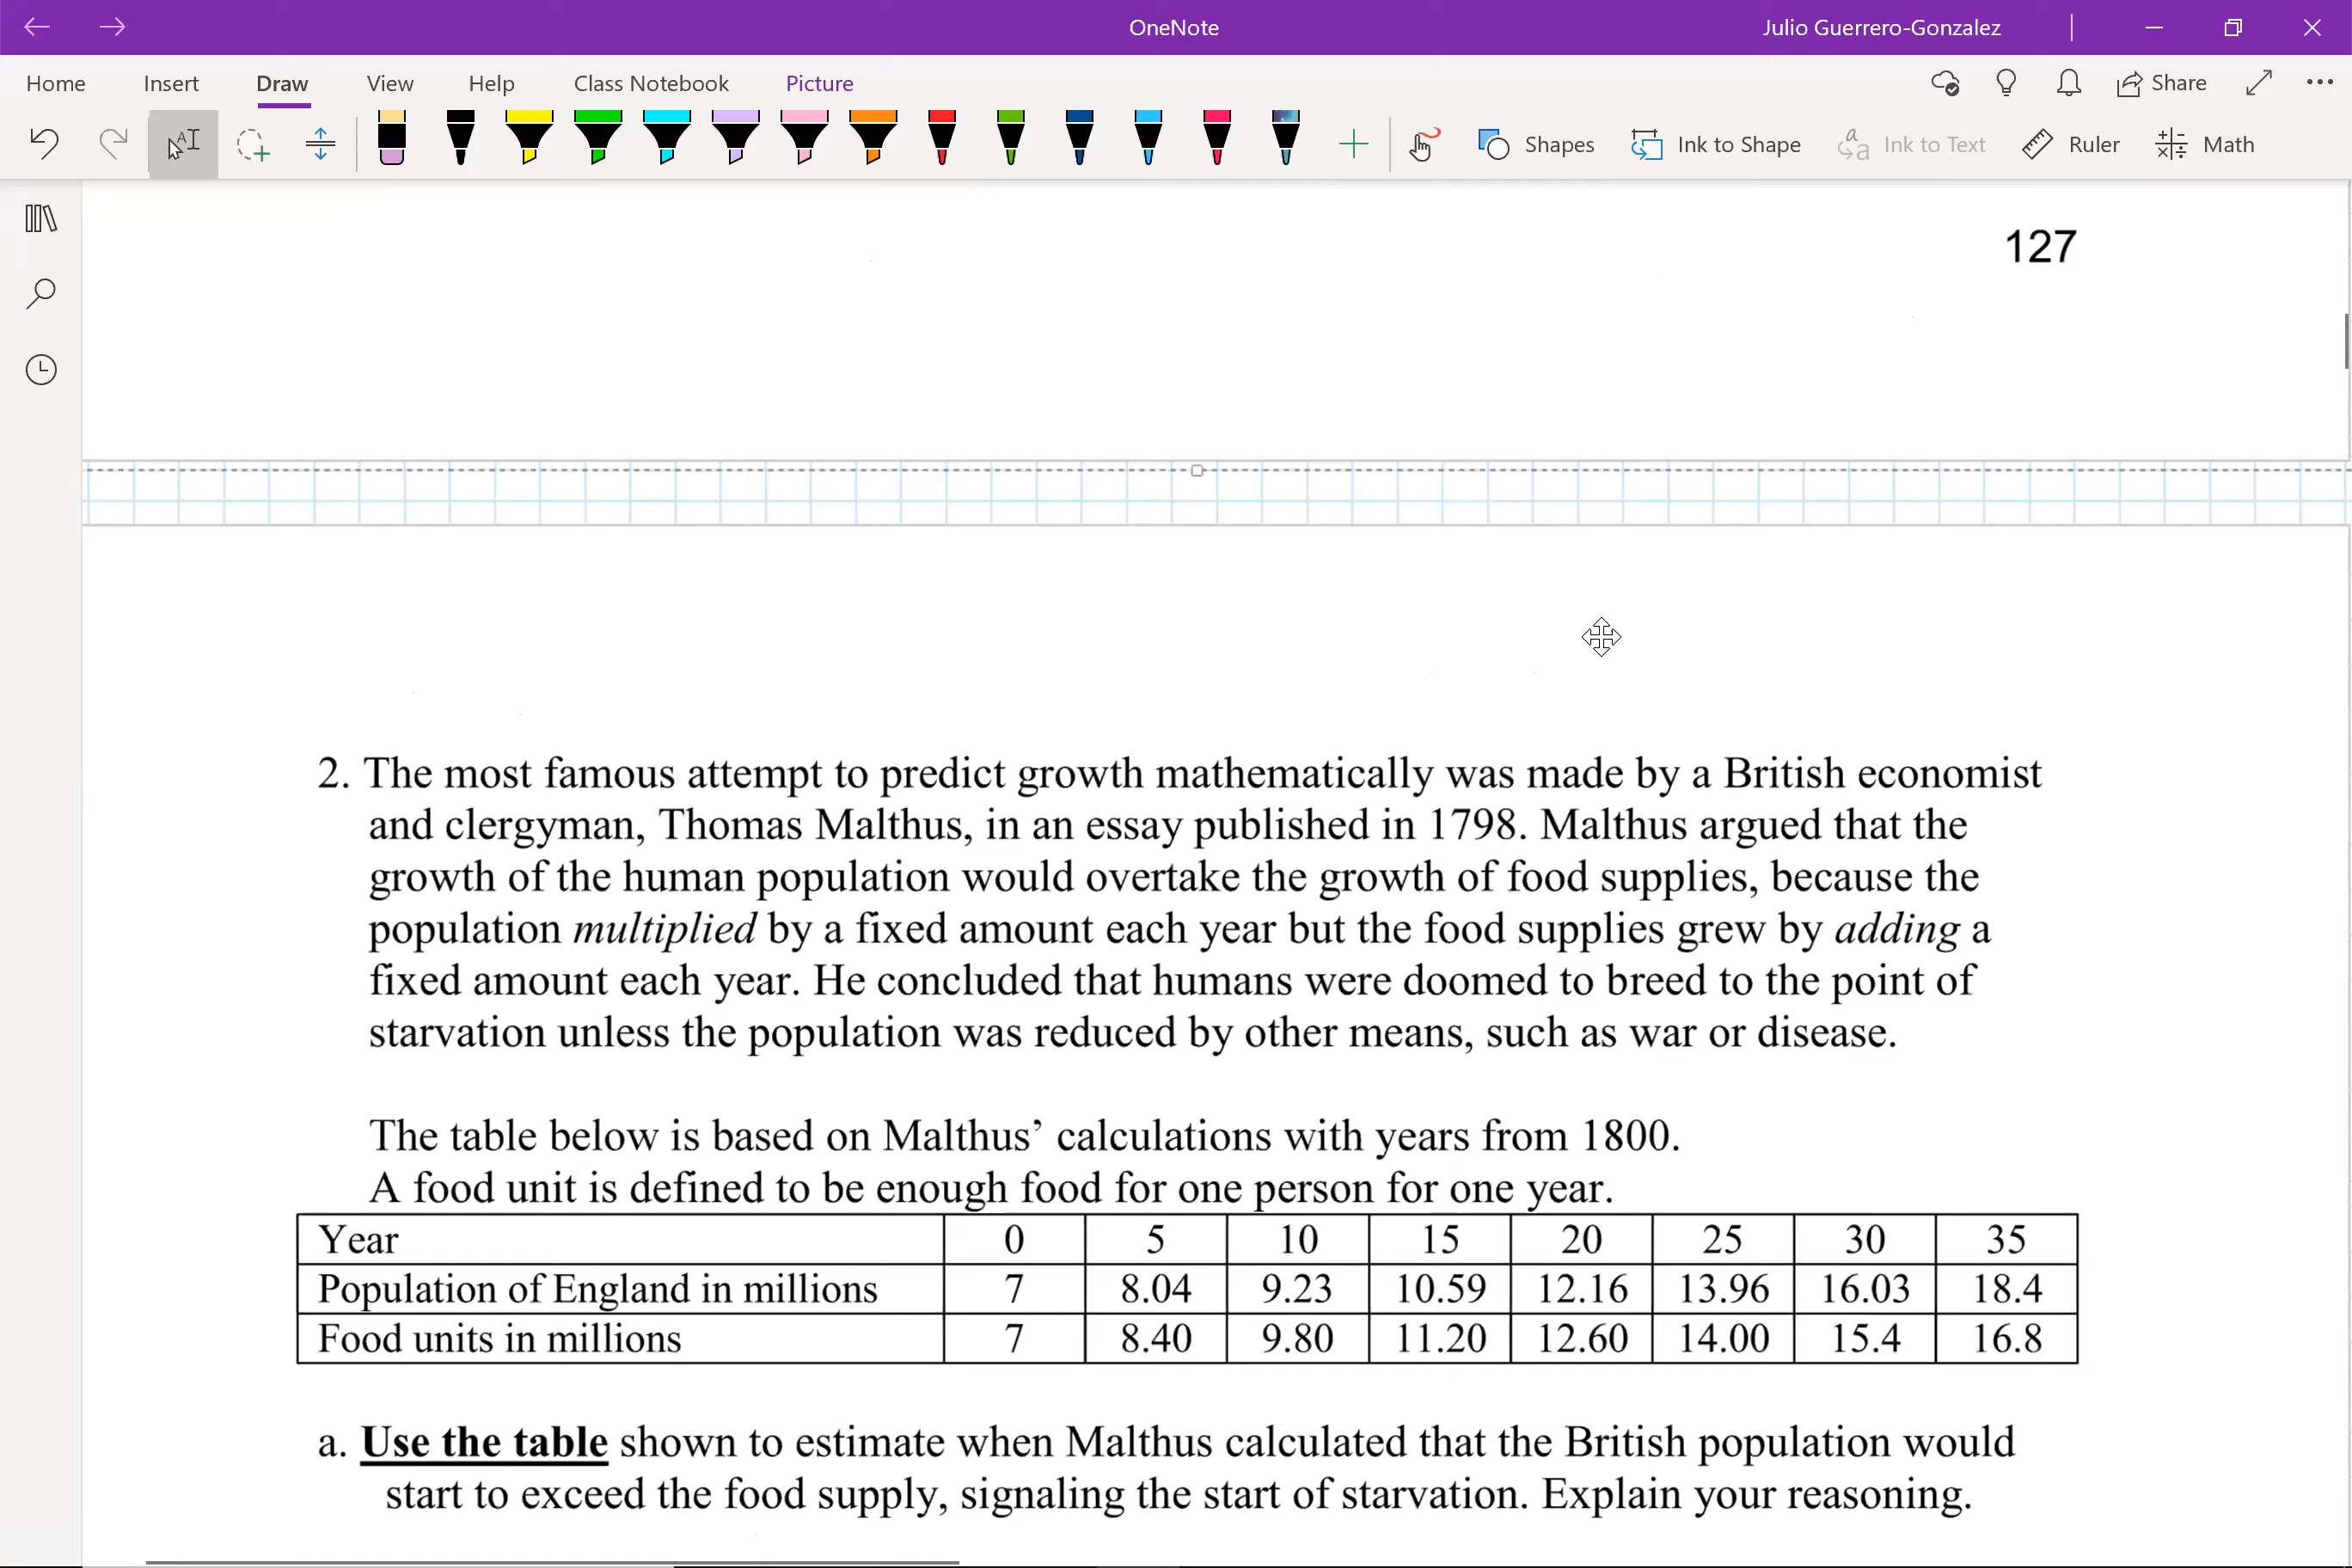 OneNote
Julio Guerrero-Gonzalez
Home Insert Draw View Help Class Notebook Picture
Share
Shapes Ink to Shape Ink to Text Ruler Math
127
2. The most famous attempt to predict growth mathematically was made by a British economist
and clergyman, Thomas Malthus, in an essay published in 1798. Malthus argued that the
growth of the human population would overtake the growth of food supplies, because the
population multiplied by a fixed amount each year but the food supplies grew by adding a
fixed amount each year. He concluded that humans were doomed to breed to the point of
starvation unless the population was reduced by other means, such as war or disease.
The table below is based on Malthus’ calculations with years from 1800.
A food unit is defined to be enough food for one person for one year.
Year 0 5 10 15 20 25 30 35
Population of England in millions 7 8.04 9.23 10.59 12.16 13.96 16.03 18.4
Food units in millions 7 8.40 9.80 11.20 12.60 14.00 15.4 16.8
a. Use the table shown to estimate when Malthus calculated that the British population would
start to exceed the food supply, signaling the start of starvation. Explain your reasoning.